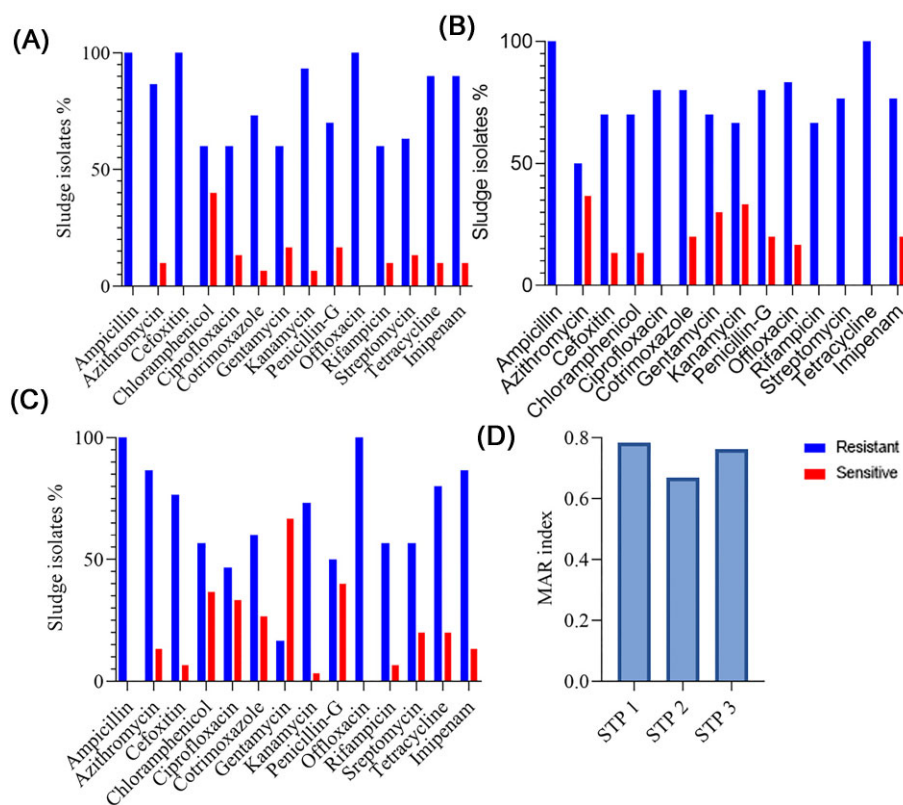 (A)
Sludge isolates %
100
50
0
Ampicillin
Azithromycin
Cefoxitin
Chloramphenicol
Ciprofloxacin
Cotrimoxazole
Gentamycin
Kanamycin
Penicillin-G
Ofloxacin
Rifampicin
Streptomycin
Tetracycline
Imipenam
(B)
Sludge isolates %
100
50
0
Ampicillin
Azithromycin
Cefoxitin
Chloramphenicol
Ciprofloxacin
Cotrimoxazole
Gentamycin
Kanamycin
Penicillin-G
Offloxacin
Rifampicin
Streptomycin
Tetracycline
Imipenam
(C)
Sludge isolates %
100
50
0
Ampicillin
Azithromycin
Cefoxitin
Chloramphenicol
Ciprofloxacin
Cotrimoxazole
Gentamycin
Kanamycin
Penicillin-G
Offloxacin
Rifampicin
Streptomycin
Tetracycline
Imipenam
(D)
MAR index
0.8
0.6
0.4
0.2
0.0
STP 1
STP 2
STP 3
Resistant
Sensitive